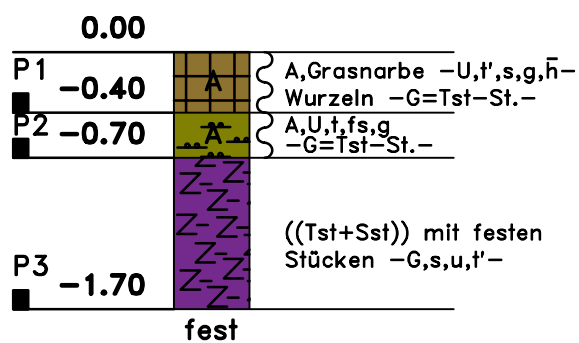 0.00
P1
-0.40
A
A,Grasnarbe -U,t',s,g,h̄-
Wurzeln -G=Tst-St.-
P2
-0.70
A
A,U,t,fs,g
-G=Tst-St.-
((Tst+Sst)) mit festen
Stücken -G,s,u,t'-
P3
-1.70
fest